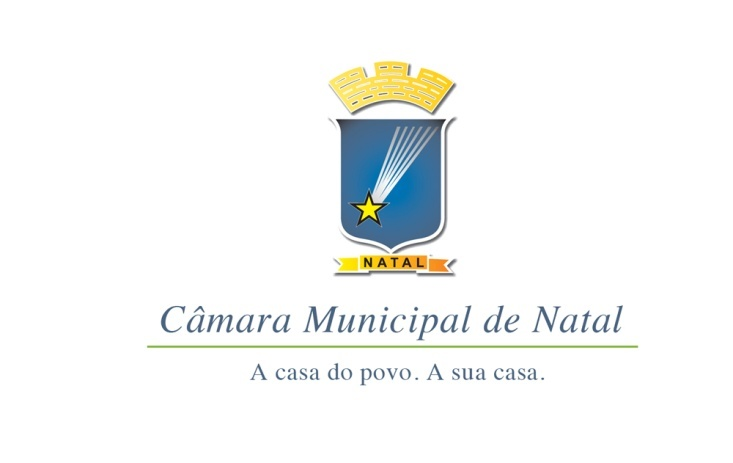 NATAL
Câmara Municipal de Natal
A casa do povo. A sua casa.